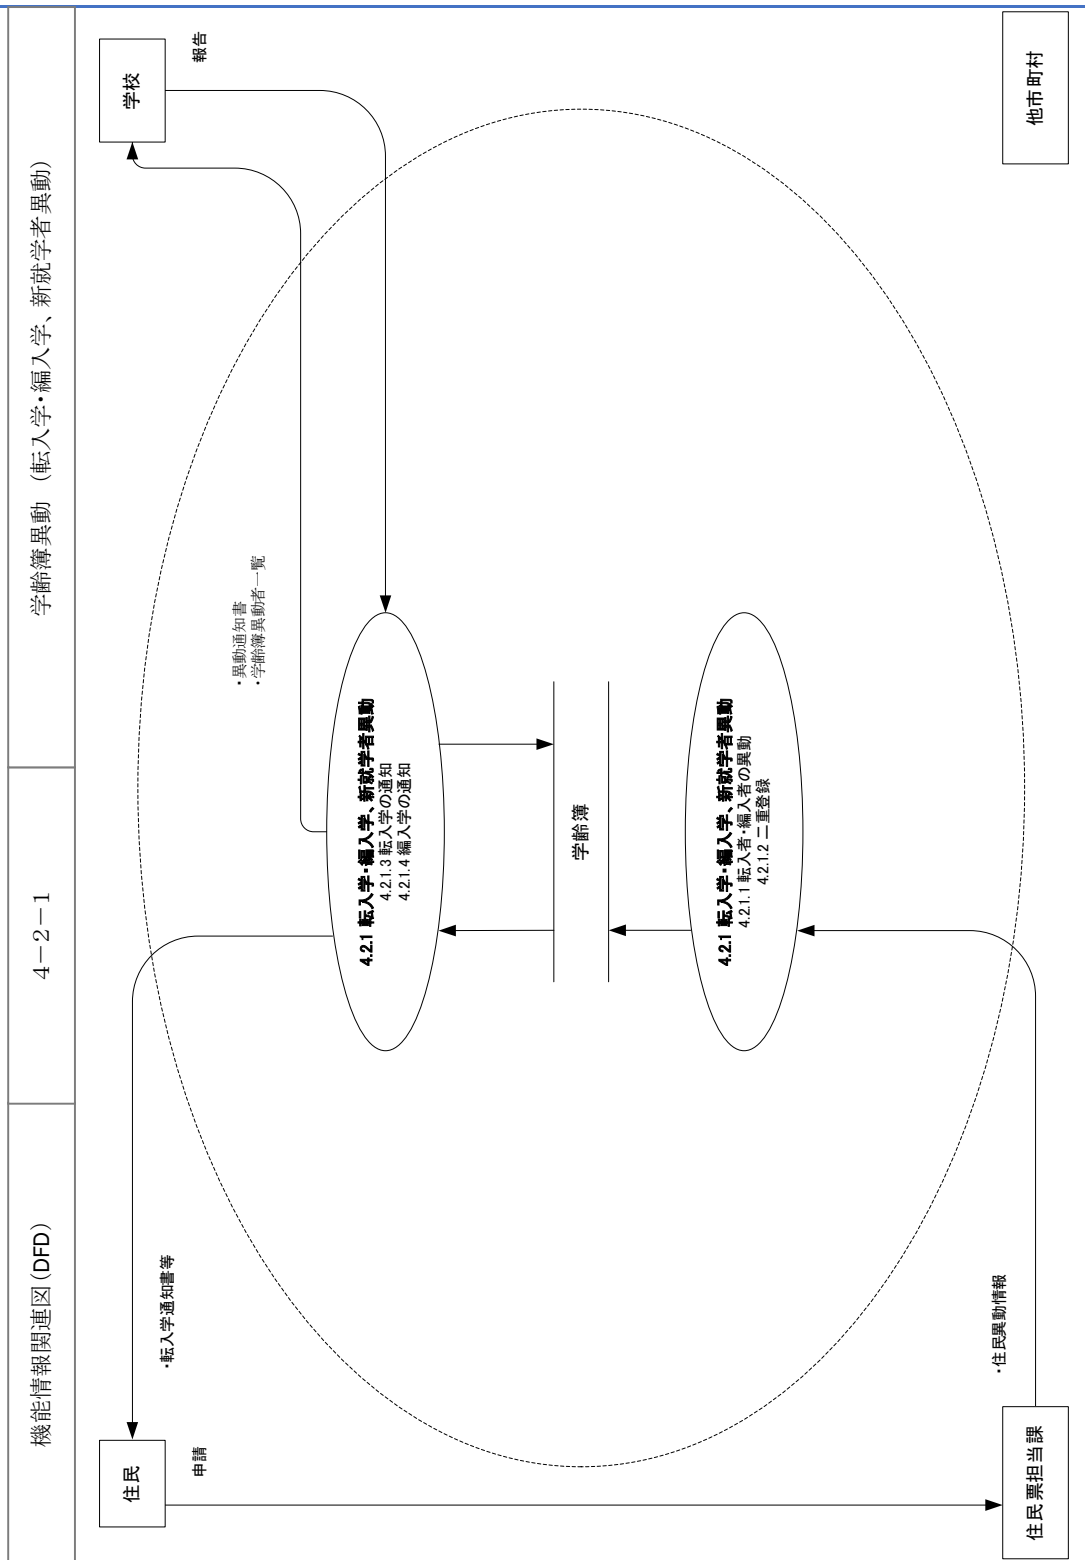 機能情報関連図(DFD)
4－2－1
学齢簿異動 (転入学・編入学、新就学者異動)
住民
申請
・転入学通知書等
・異動通知書
・学齢簿異動者一覧
学校
報告
4.2.1 転入学・編入学、新就学者異動
4.2.1.3 転入学の通知
4.2.1.4 編入学の通知
学齢簿
4.2.1 転入学・編入学、新就学者異動
4.2.1.1 転入者・編入者の異動
4.2.1.2 二重登録
・住民異動情報
住民票担当課
他市町村